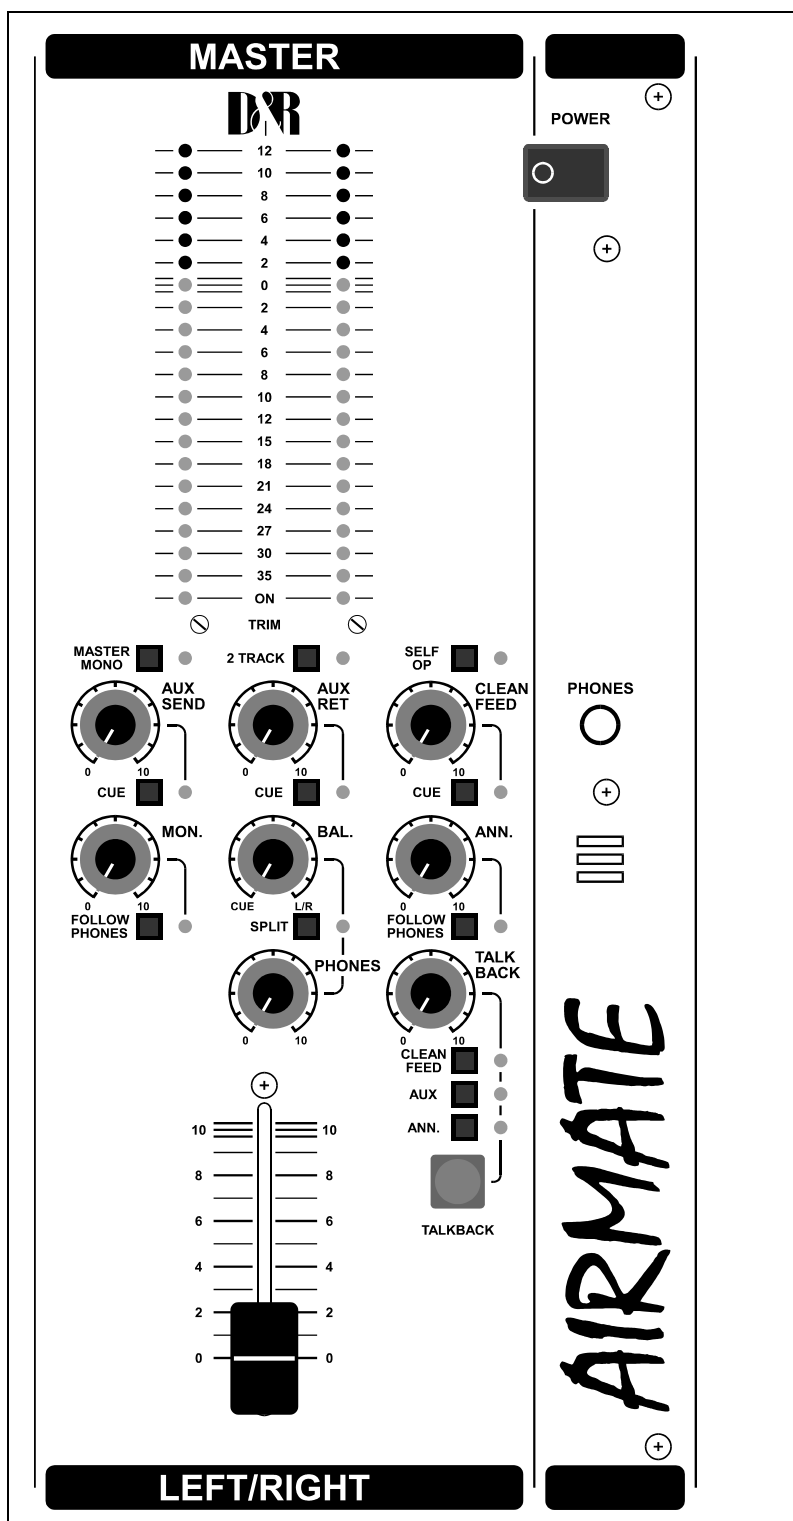 MASTER
D&R
POWER
12
10
8
6
4
2
0
2
4
6
8
10
12
15
18
21
24
27
30
35
ON
TRIM
MASTER
MONO
2 TRACK
SELF
OP
AUX
SEND
AUX
RET
CLEAN
FEED
PHONES
0 10
0 10
0 10
CUE
CUE
CUE
MON.
BAL.
ANN.
0 10
CUE L/R
0 10
FOLLOW
PHONES
SPLIT
FOLLOW
PHONES
PHONES
TALK
BACK
0 10
0 10
CLEAN
FEED
AUX
ANN.
TALKBACK
10 10
8 8
6 6
4 4
2 2
0 0
AIRMATE
LEFT/RIGHT